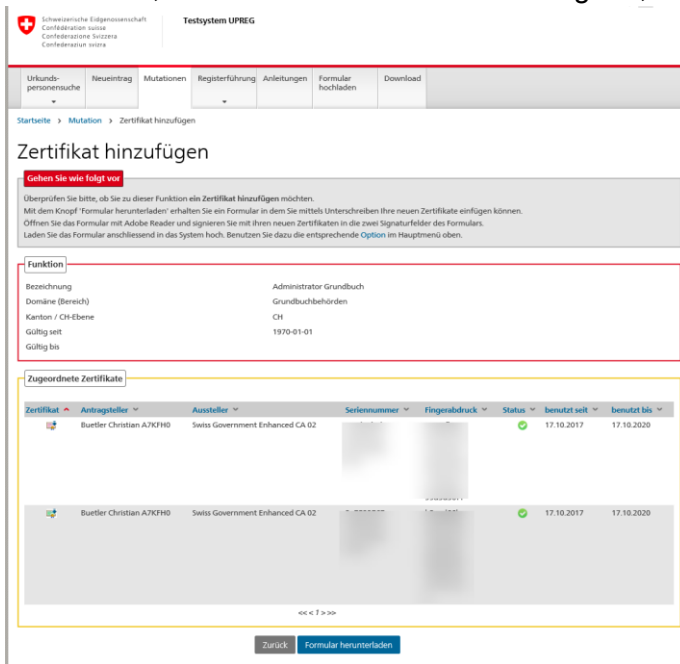 Schweizerische Eidgenossenschaft
Confédération suisse
Confederazione Svizzera
Confederaziun svizra
Testsystem UPREG
Urkunds-
personensuche
Neueintrag
Mutationen
Registerführung
Anleitungen
Formular
hochladen
Download
Startseite > Mutation > Zertifikat hinzufügen
Zertifikat hinzufügen
Gehen Sie wie folgt vor
Überprüfen Sie bitte, ob Sie zu dieser Funktion ein Zertifikat hinzufügen möchten.
Mit dem Knopf 'Formular herunterladen' erhalten Sie ein Formular in dem Sie mittels Unterschreiben Ihre neuen Zertifikate einfügen können.
Öffnen Sie das Formular mit Adobe Reader und signieren Sie mit ihren neuen Zertifikaten in die zwei Signaturfelder des Formulars.
Laden Sie das Formular anschliessend in das System hoch. Benutzen Sie dazu die entsprechende Option im Hauptmenü oben.
Funktion
Bezeichnung Administrator Grundbuch
Domäne (Bereich) Grundbuchbehörden
Kanton / CH-Ebene CH
Gültig seit 1970-01-01
Gültig bis
Zugeordnete Zertifikate
Zertifikat Antragsteller Aussteller Seriennummer Fingerabdruck Status benutzt seit benutzt bis
Buetler Christian A7KFH0 Swiss Government Enhanced CA 02 17.10.2017 17.10.2020
Buetler Christian A7KFH0 Swiss Government Enhanced CA 02 17.10.2017 17.10.2020
<< < 1 > >>
Zurück Formular herunterladen